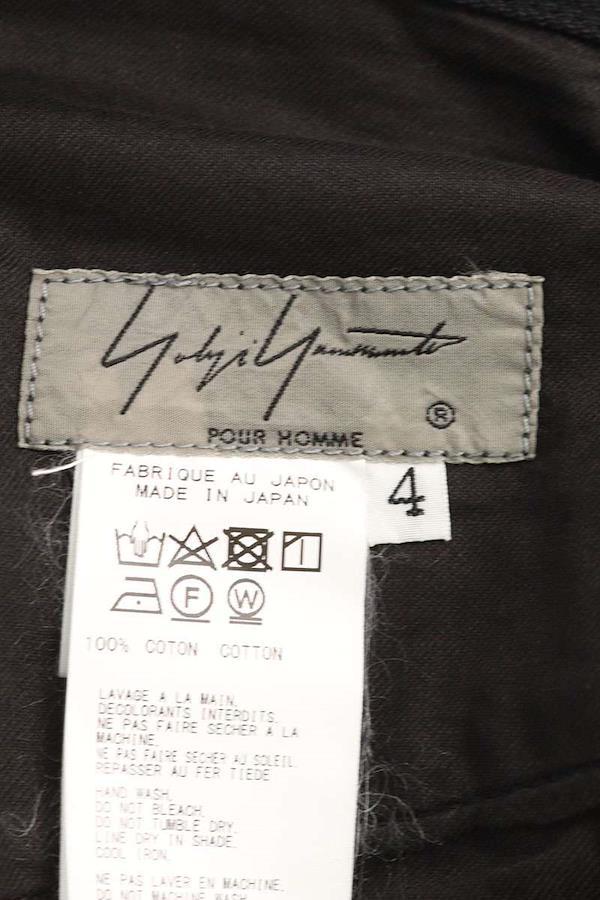 Yohji Yamamoto
®
POUR HOMME
FABRIQUE AU JAPON
MADE IN JAPAN
4
F W
100% COTON COTTON
LAVAGE A LA MAIN.
DECOLORANTS INTERDITS.
NE PAS FAIRE SECHER A LA
MACHINE.
NE PAS FAIRE SECHER AU SOLEIL.
REPASSER AU FER TIEDE
HAND WASH.
DO NOT BLEACH.
DO NOT TUMBLE DRY.
LINE DRY IN SHADE.
COOL IRON.
NE PAS LAVER EN MACHINE.
DO NOT MACHINE WASH